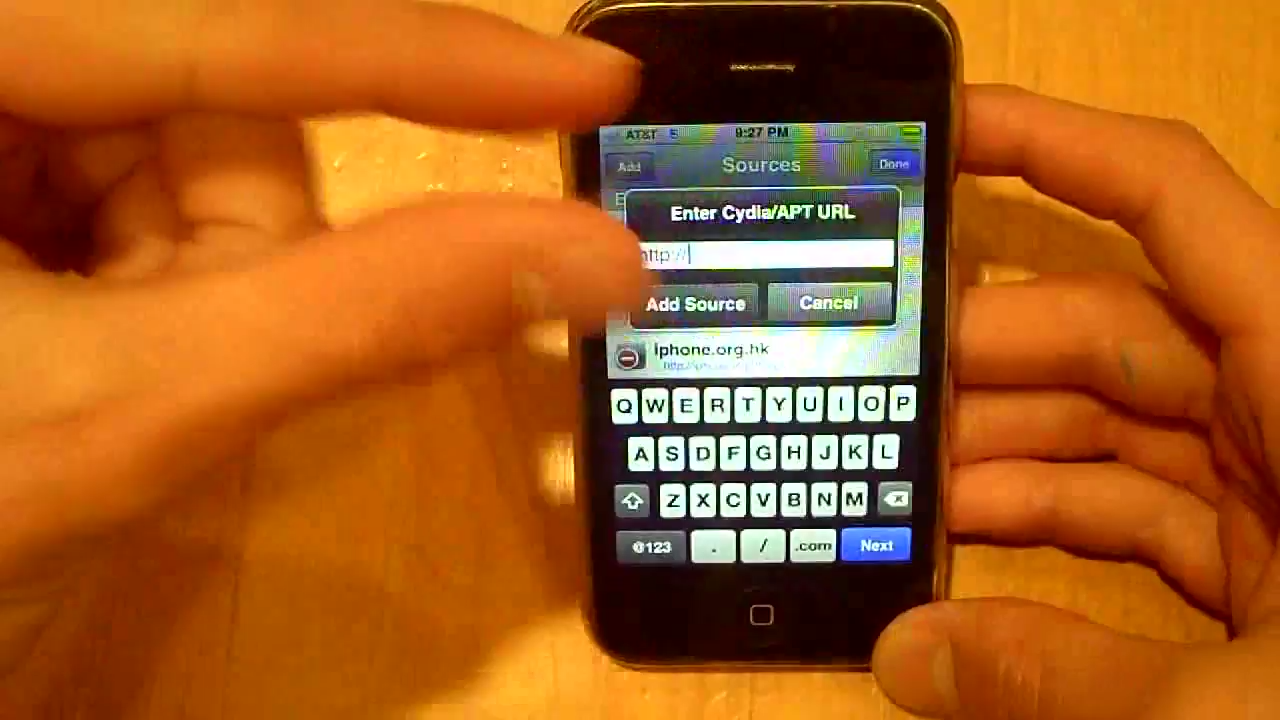 AT&T E 9:27 PM
Add Sources Done
E
Enter Cydia/APT URL
http://
Add Source Cancel
iphone.org.hk
Q W E R T Y U I O P
A S D F G H J K L
Z X C V B N M
@123 . / .com Next